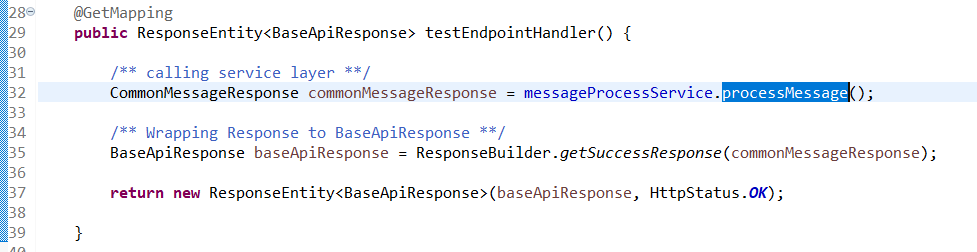 28 @GetMapping
29 public ResponseEntity<BaseApiResponse> testEndpointHandler() {
30
31 /** calling service layer **/
32 CommonMessageResponse commonMessageResponse = messageProcessService.processMessage();
33
34 /** Wrapping Response to BaseApiResponse **/
35 BaseApiResponse baseApiResponse = ResponseBuilder.getSuccessResponse(commonMessageResponse);
36
37 return new ResponseEntity<BaseApiResponse>(baseApiResponse, HttpStatus.OK);
38
39 }